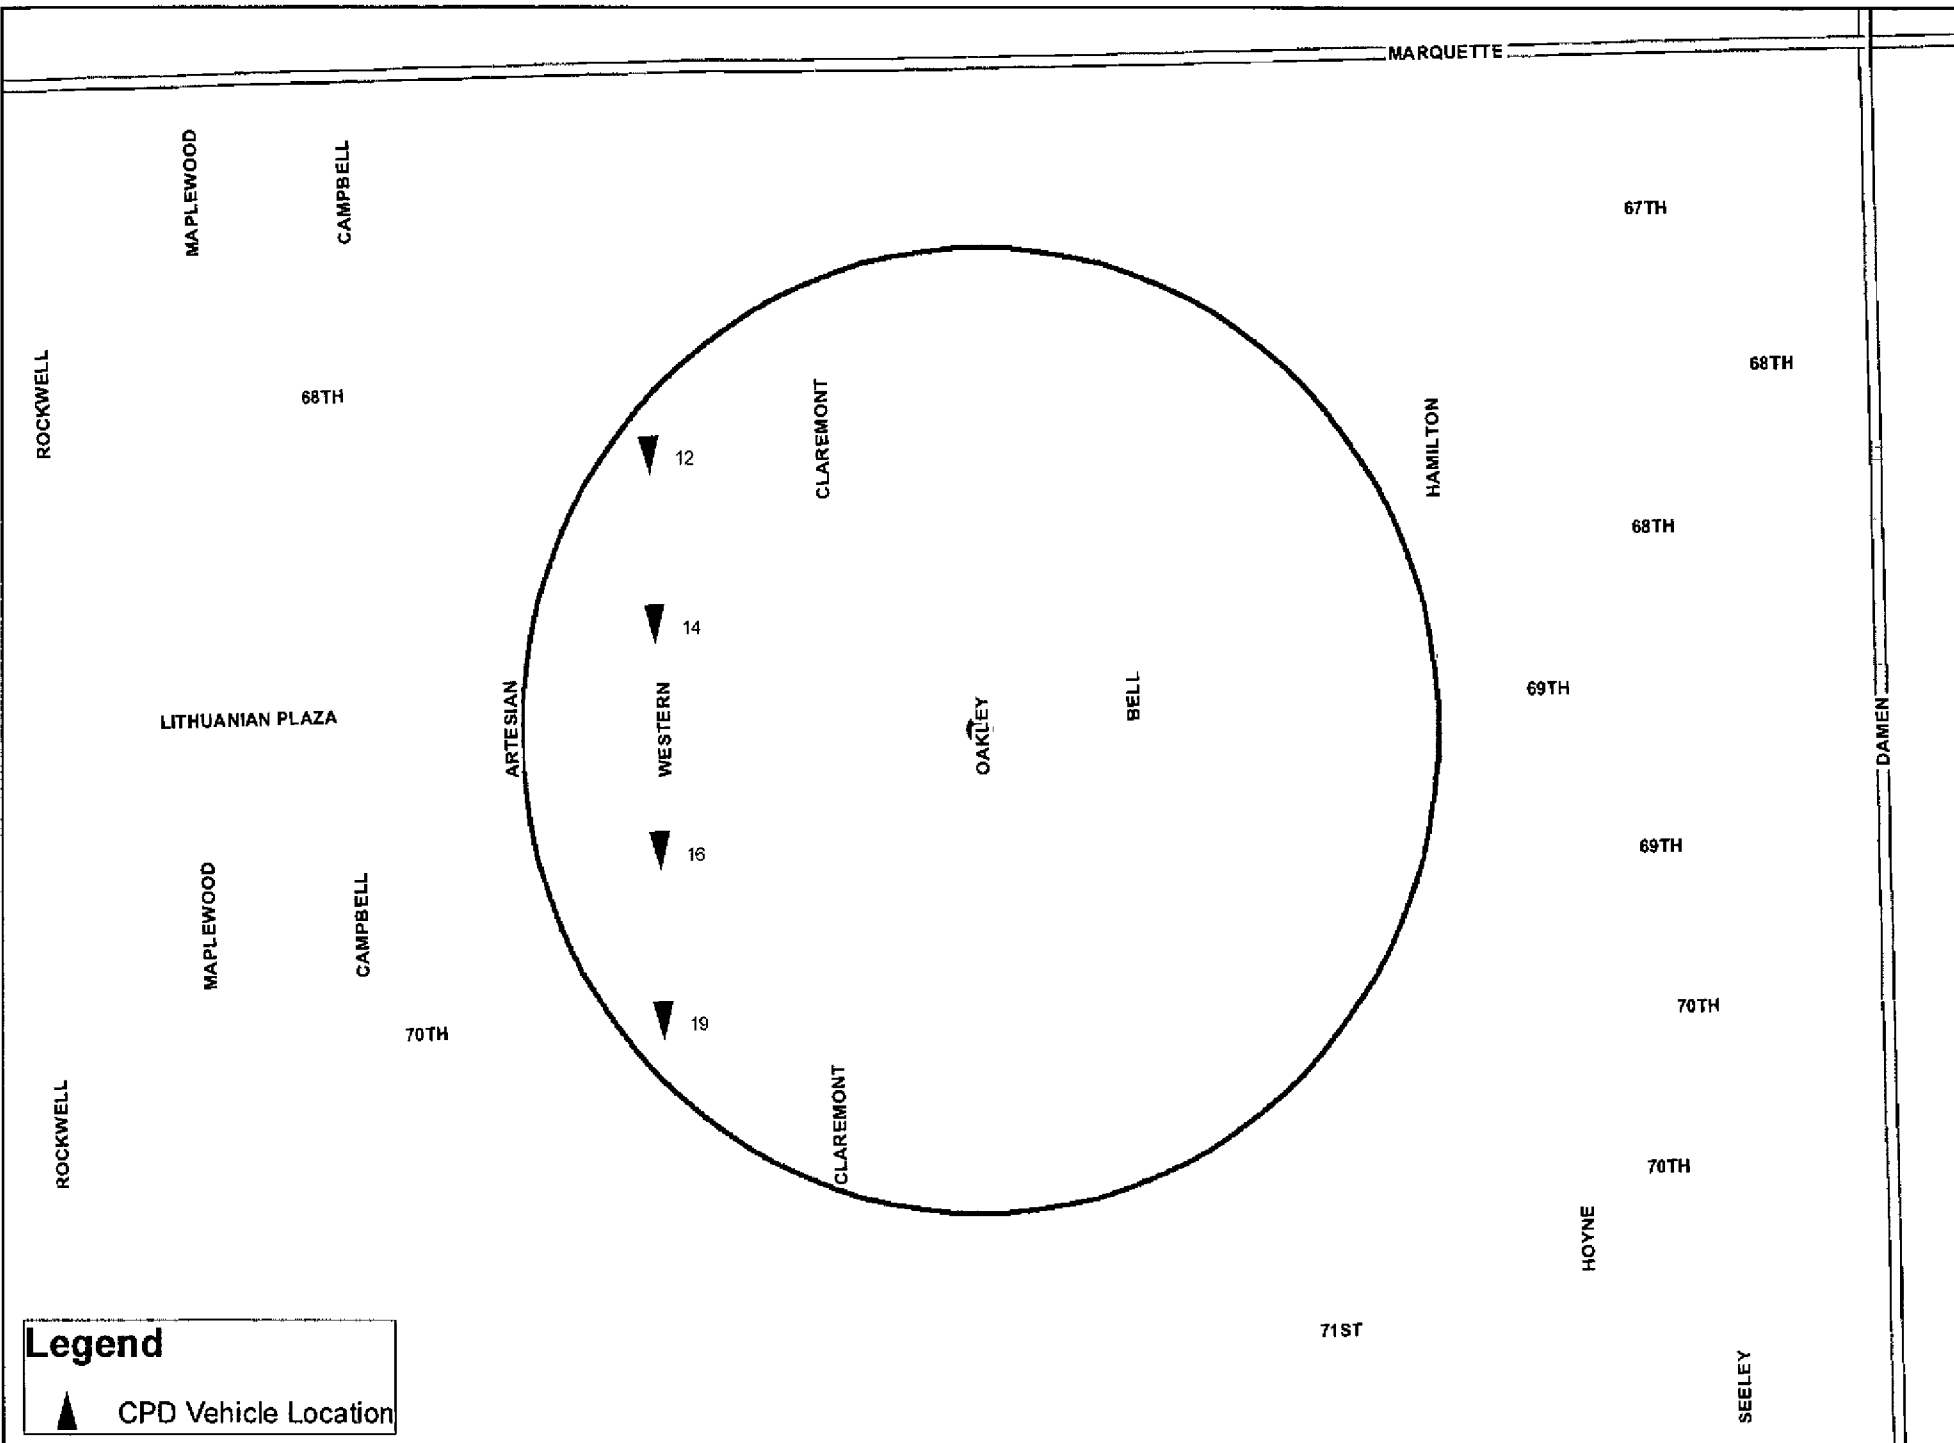 MARQUETTE
MAPLEWOOD
CAMPBELL
67TH
ROCKWELL
68TH
68TH
CLAREMONT
HAMILTON
12
68TH
14
LITHUANIAN PLAZA
ARTESIAN
WESTERN
OAKLEY
BELL
69TH
DAMEN
16
69TH
MAPLEWOOD
CAMPBELL
70TH
19
70TH
ROCKWELL
CLAREMONT
70TH
HOYNE
71ST
SEELEY
Legend
CPD Vehicle Location